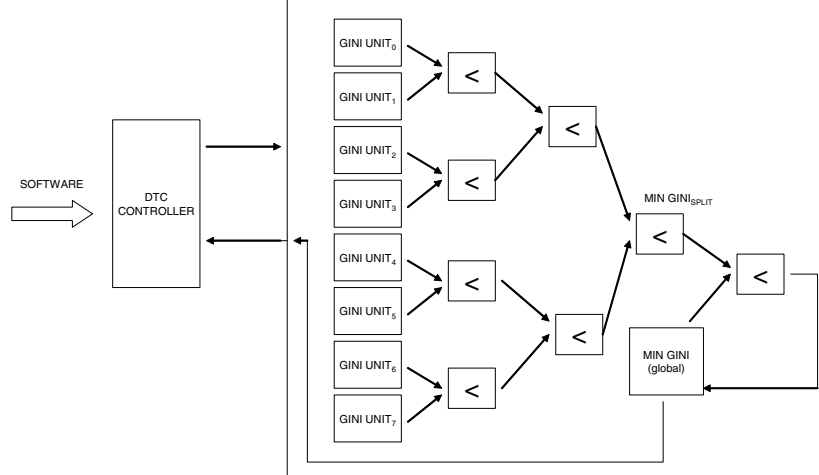 SOFTWARE
DTC
CONTROLLER
GINI UNIT0
GINI UNIT1
GINI UNIT2
GINI UNIT3
GINI UNIT4
GINI UNIT5
GINI UNIT6
GINI UNIT7
<
<
<
<
<
<
MIN GINISPLIT
<
<
MIN GINI
(global)